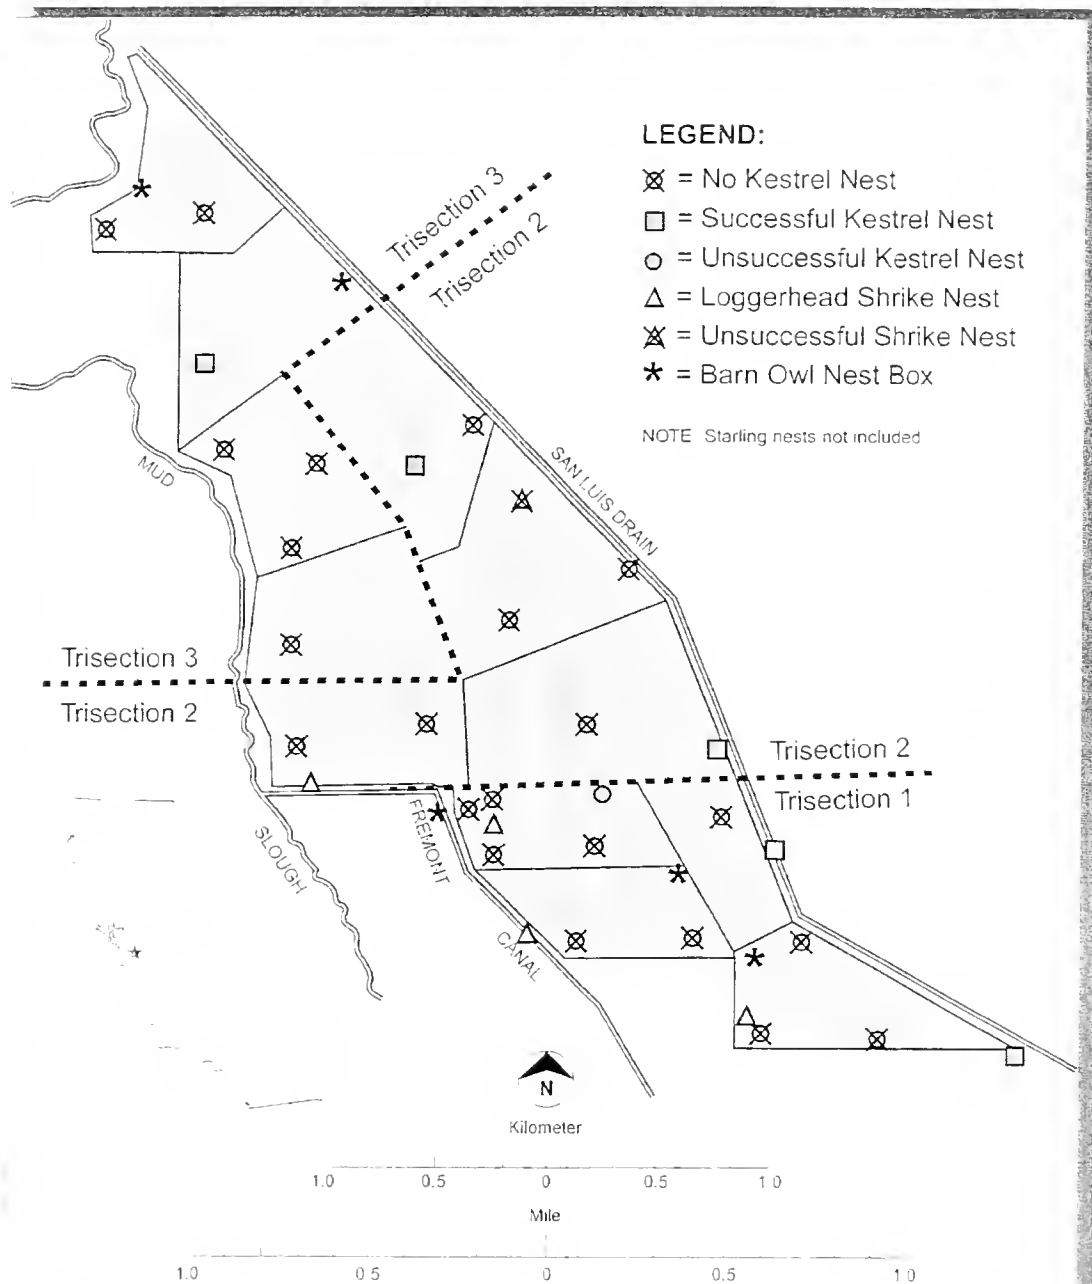 LEGEND:
= No Kestrel Nest
= Successful Kestrel Nest
= Unsuccessful Kestrel Nest
= Loggerhead Shrike Nest
= Unsuccessful Shrike Nest
= Barn Owl Nest Box
NOTE Starling nests not included
Trisection 3
Trisection 2
MUD
SAN LUIS DRAIN
Trisection 3
Trisection 2
Trisection 2
Trisection 1
SLOUGH
FREMONT
CANAL
N
Kilometer
1.0 0.5 0 0.5 1 0
Mile
1.0 0 5 0 0.5 1 0